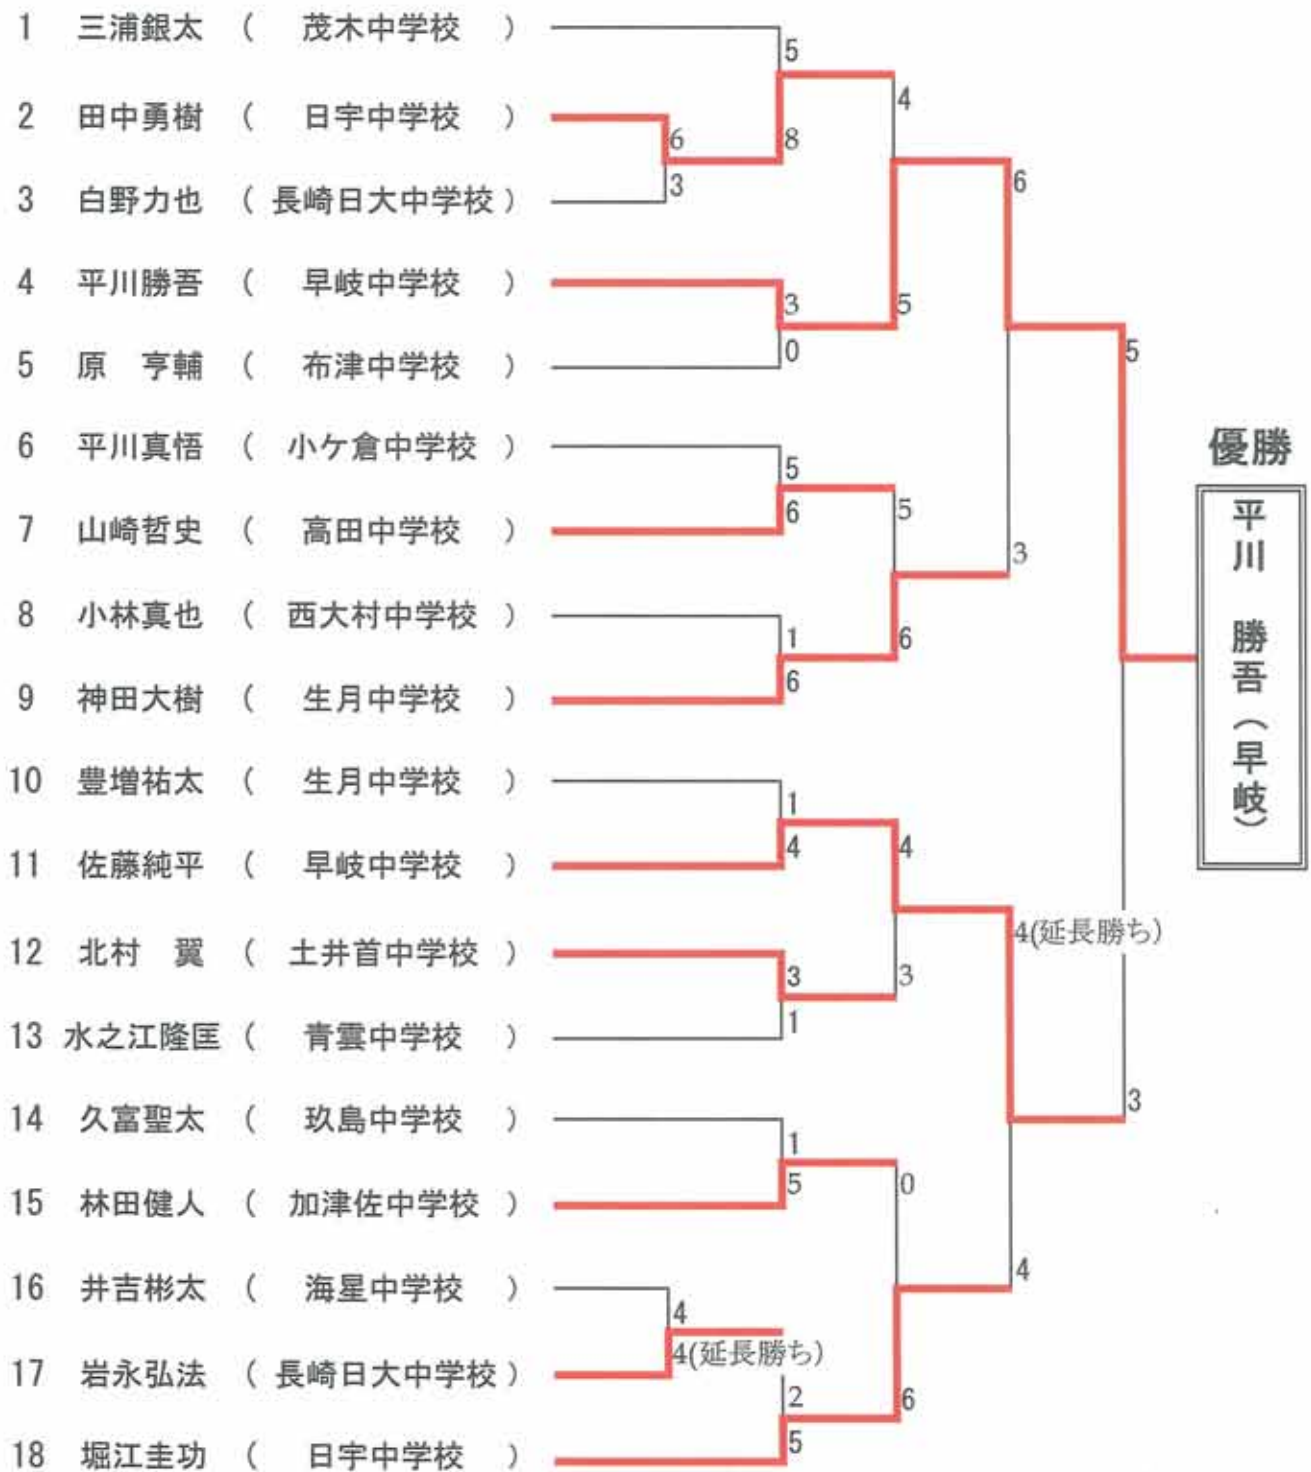 1 三浦銀太 ( 茂木中学校 )
5
2 田中勇樹 ( 日宇中学校 )
6
8
4
3 白野力也 ( 長崎日大中学校 )
3
6
4 平川勝吾 ( 早岐中学校 )
3
5
5 原 亨輔 ( 布津中学校 )
0
5
6 平川真悟 ( 小ケ倉中学校 )
5
優勝
平川 勝吾(早岐)
7 山崎哲史 ( 高田中学校 )
6
5
3
8 小林真也 ( 西大村中学校 )
1
6
9 神田大樹 ( 生月中学校 )
6
10 豊増祐太 ( 生月中学校 )
1
11 佐藤純平 ( 早岐中学校 )
4
4
4(延長勝ち)
12 北村 翼 ( 土井首中学校 )
3
3
13 水之江隆匡 ( 青雲中学校 )
1
14 久富聖太 ( 玖島中学校 )
1
3
15 林田健人 ( 加津佐中学校 )
5
0
16 井吉彬太 ( 海星中学校 )
4
4
17 岩永弘法 ( 長崎日大中学校 )
4(延長勝ち)
2
6
18 堀江圭功 ( 日宇中学校 )
5